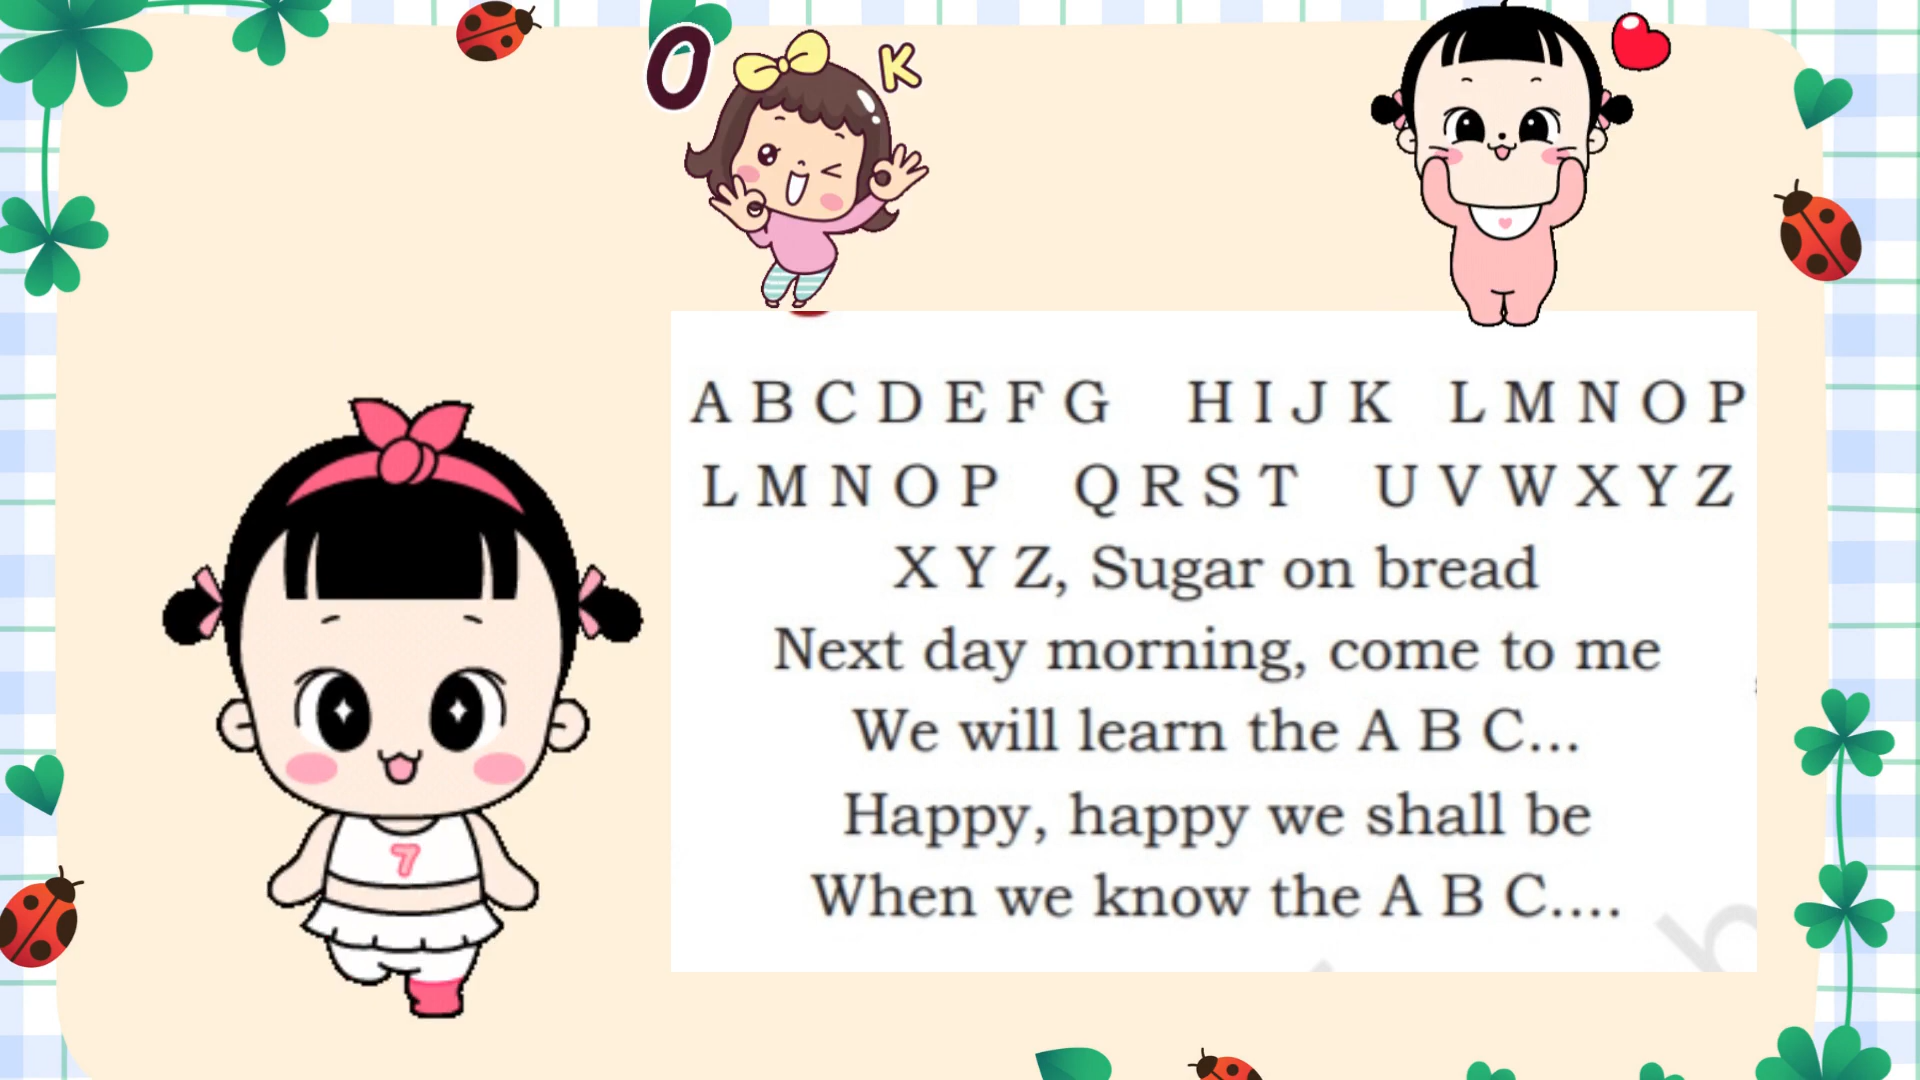 O K
A B C D E F G H I J K L M N O P
L M N O P Q R S T U V W X Y Z
X Y Z, Sugar on bread
Next day morning, come to me
We will learn the A B C...
Happy, happy we shall be
When we know the A B C....
7